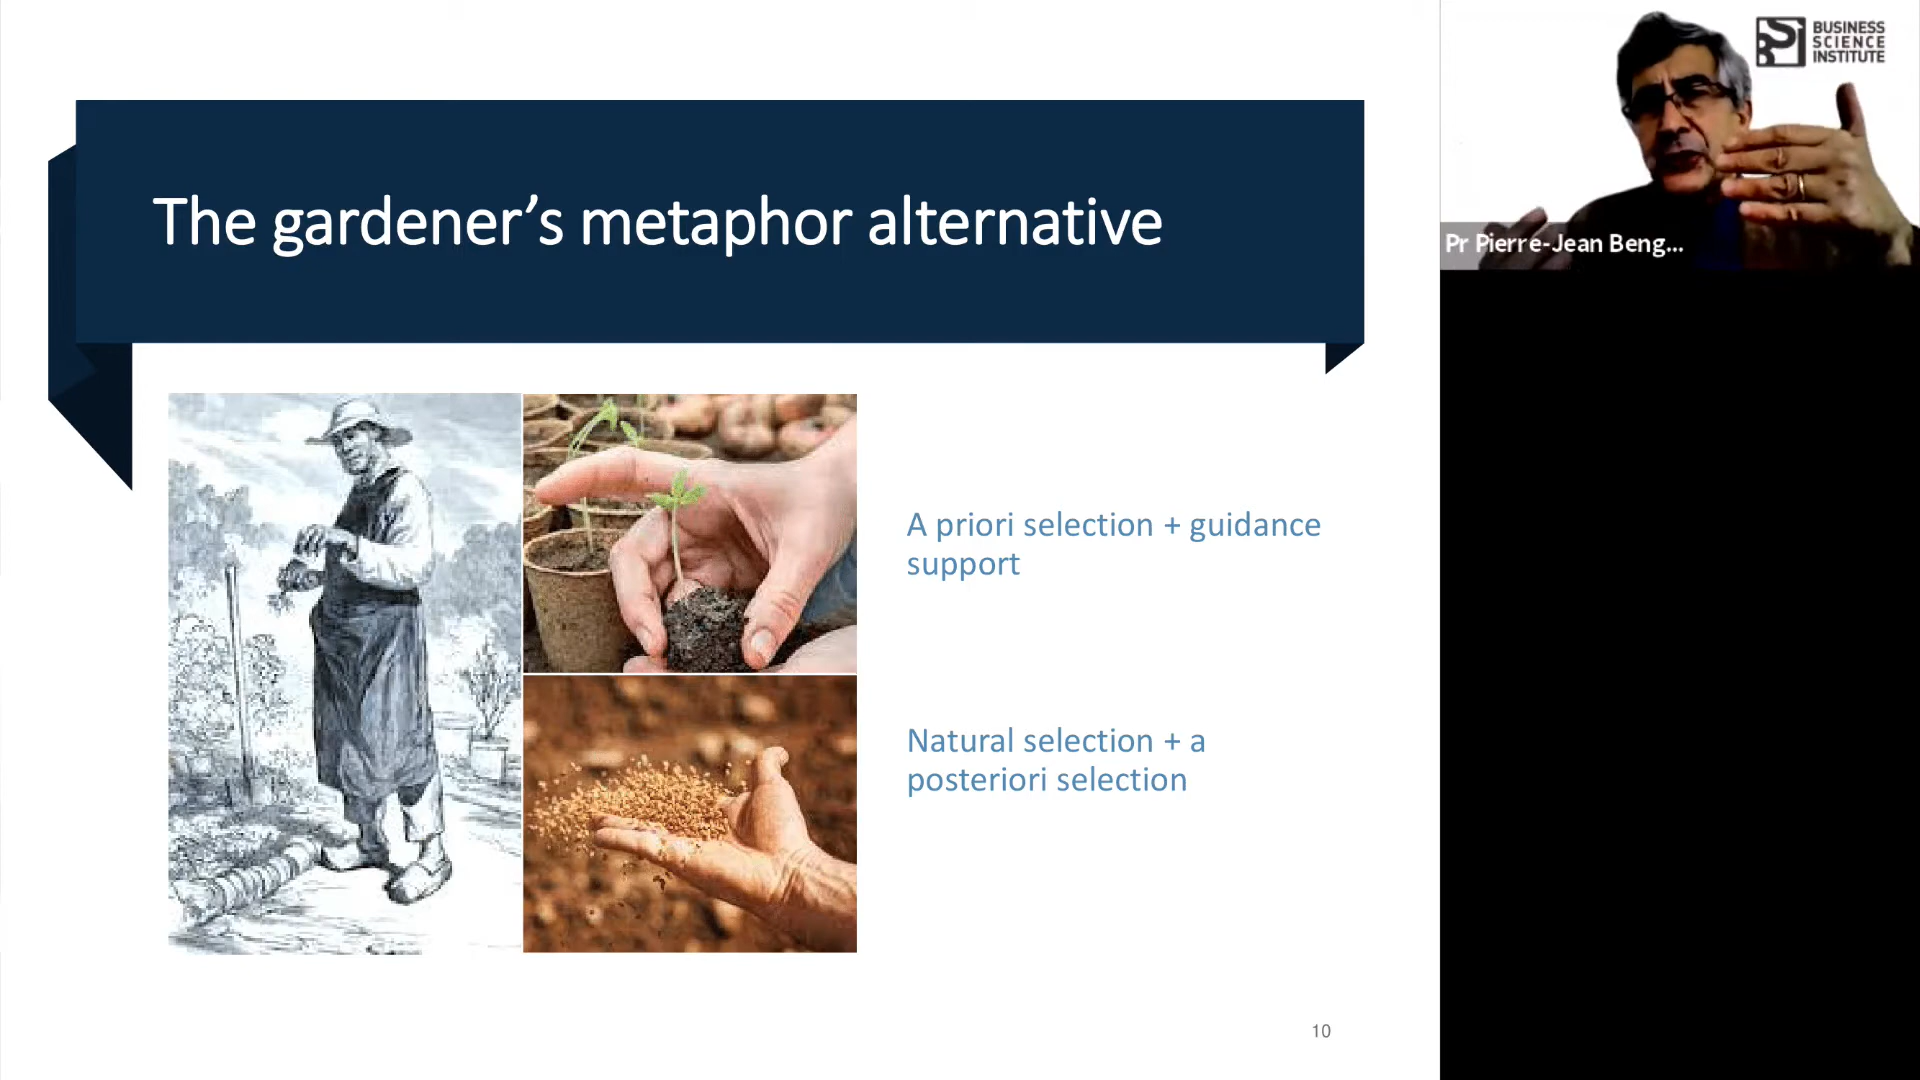 The gardener’s metaphor alternative
A priori selection + guidance
support
Natural selection + a
posteriori selection
10
BUSINESS
SCIENCE
INSTITUTE
Pr Pierre-Jean Beng...